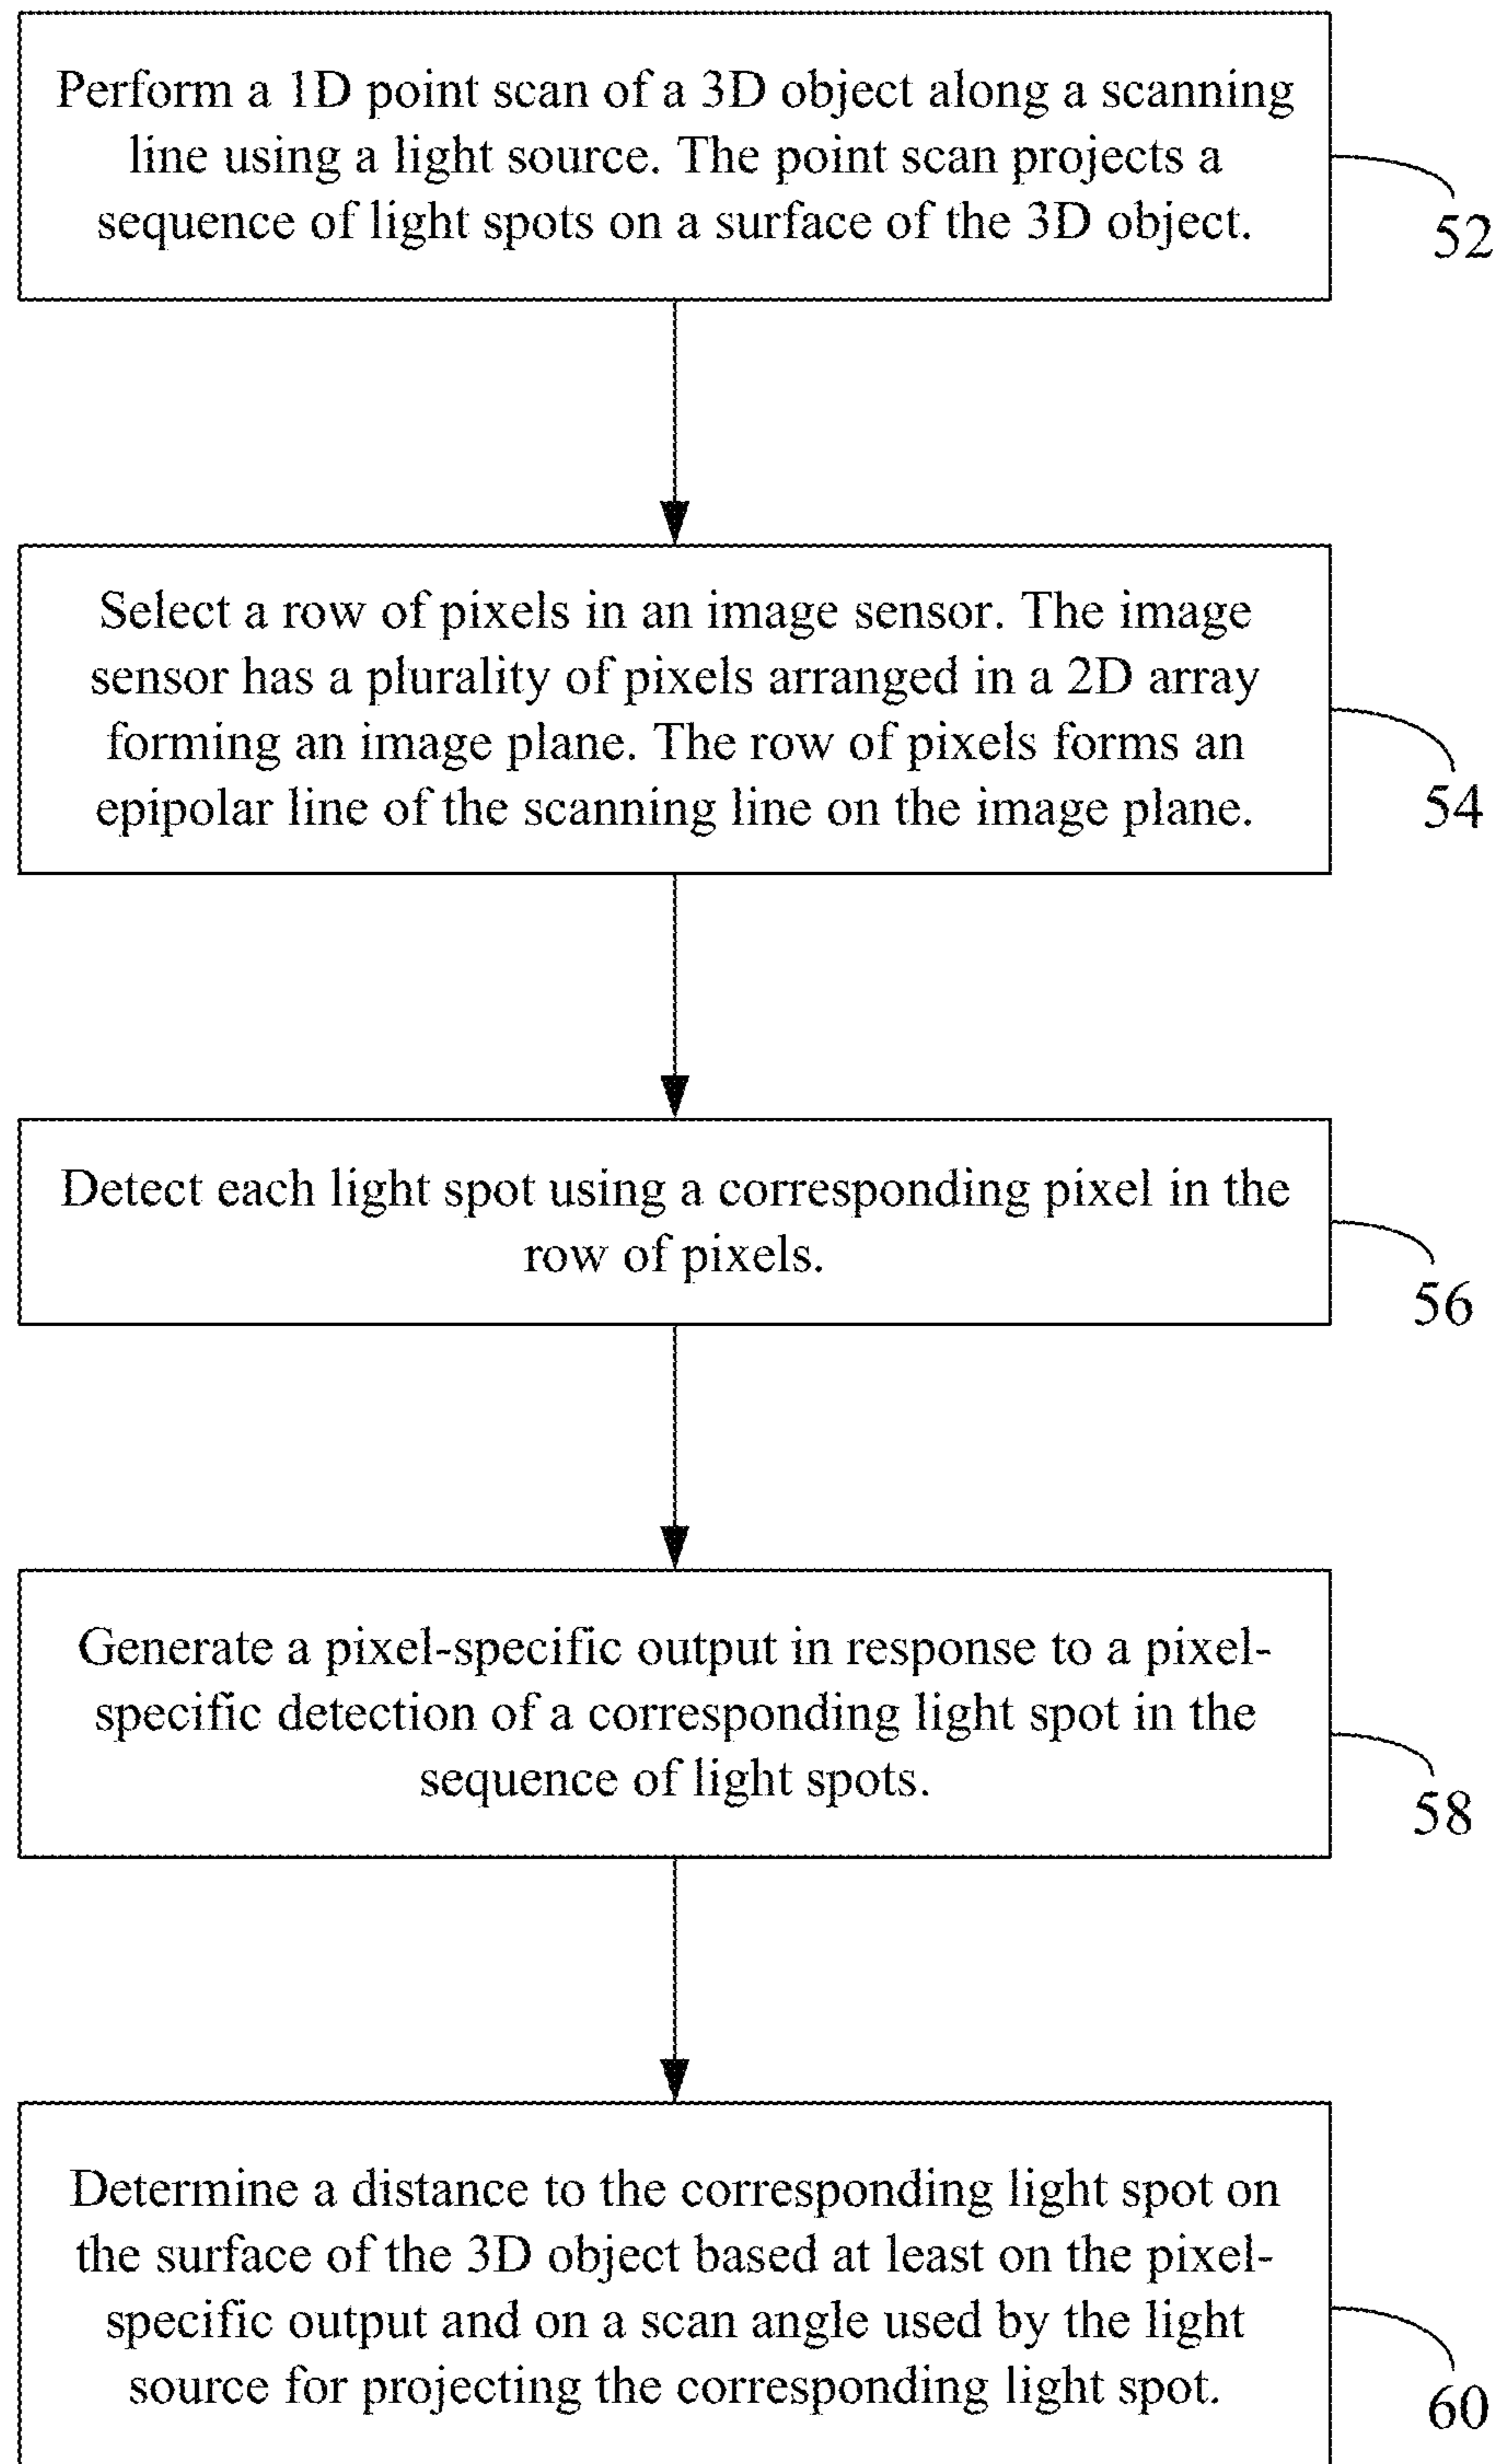 Perform a 1D point scan of a 3D object along a scanning
line using a light source. The point scan projects a
sequence of light spots on a surface of the 3D object.
52
Select a row of pixels in an image sensor. The image
sensor has a plurality of pixels arranged in a 2D array
forming an image plane. The row of pixels forms an
epipolar line of the scanning line on the image plane.
54
Detect each light spot using a corresponding pixel in the
row of pixels.
56
Generate a pixel-specific output in response to a pixel-
specific detection of a corresponding light spot in the
sequence of light spots.
58
Determine a distance to the corresponding light spot on
the surface of the 3D object based at least on the pixel-
specific output and on a scan angle used by the light
source for projecting the corresponding light spot.
60